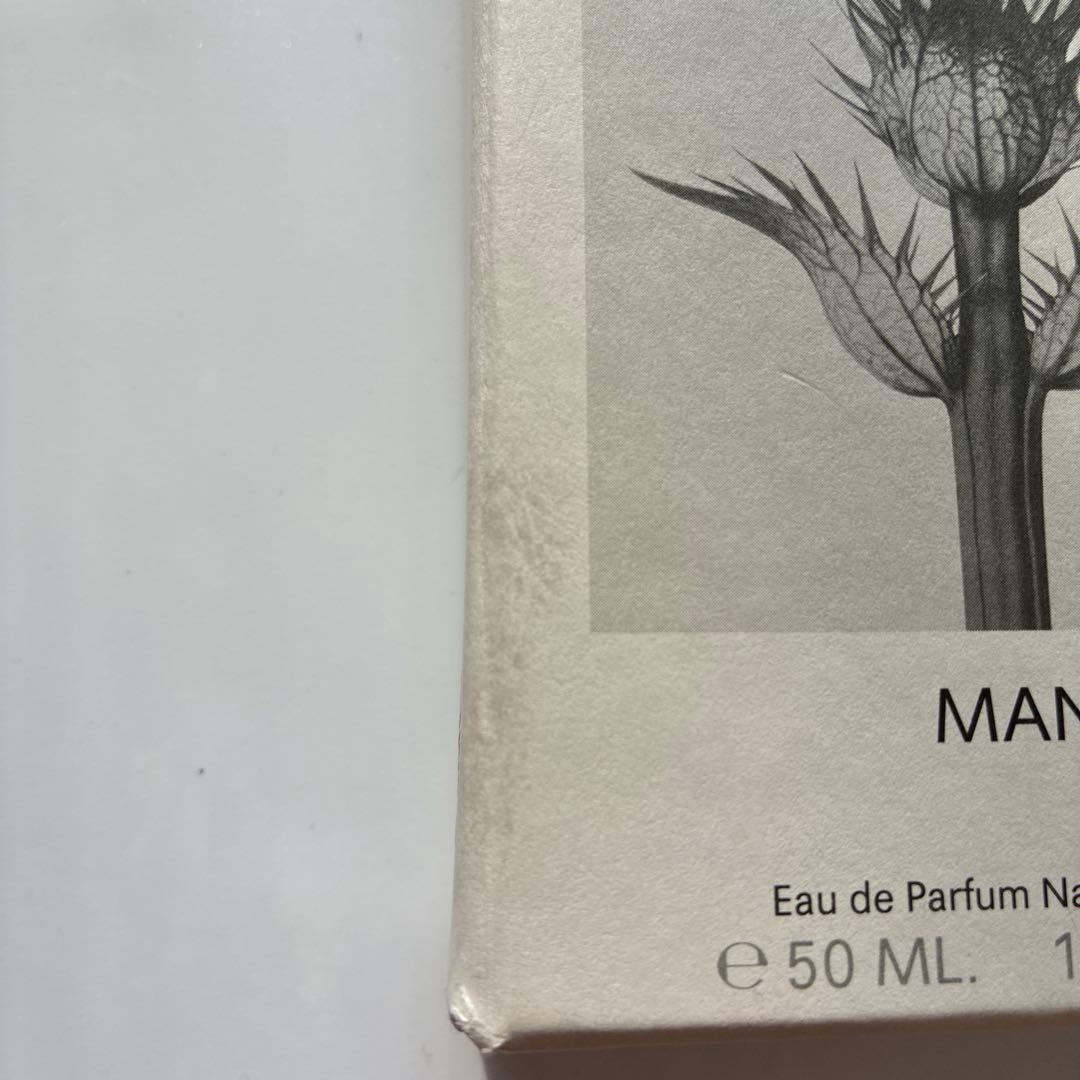 MAN
Eau de Parfum Na
℮ 50 ML. 1